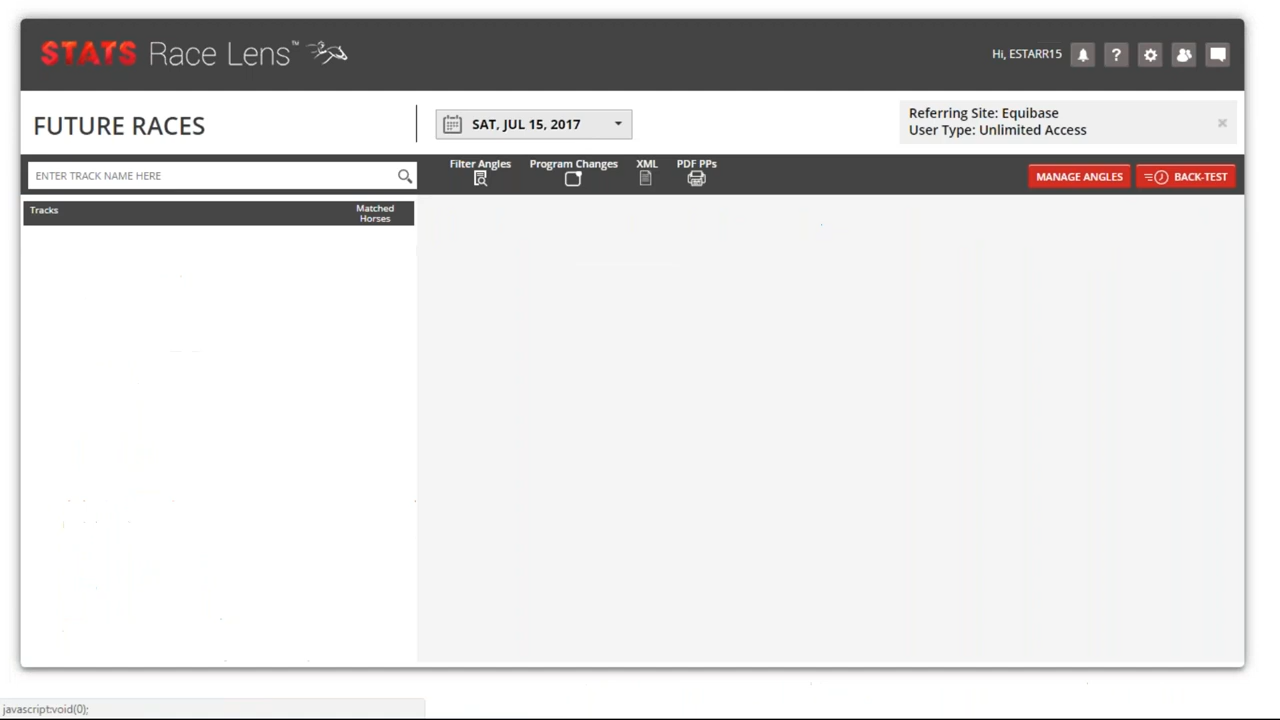 STATS Race Lens™
Hi, ESTARR15
?
FUTURE RACES
SAT, JUL 15, 2017
Referring Site: Equibase
User Type: Unlimited Access
×
ENTER TRACK NAME HERE
Filter Angles
Program Changes
XML
PDF PPs
MANAGE ANGLES
BACK-TEST
Tracks
Matched
Horses
javascript:void(0);